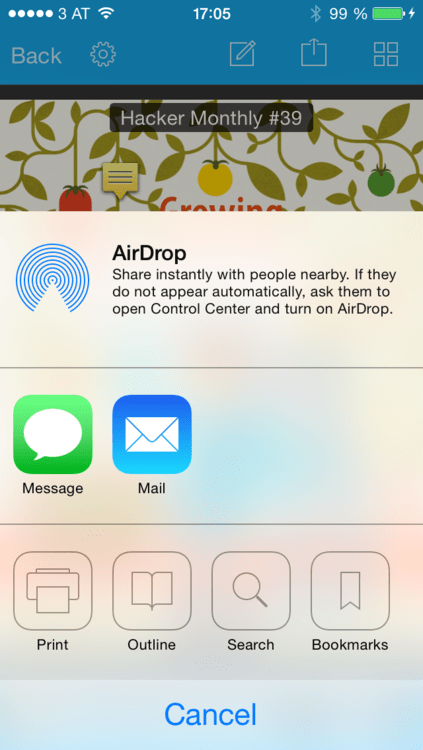 3 AT 17:05 99 %
Back
Hacker Monthly #39
Growing
AirDrop
Share instantly with people nearby. If they
do not appear automatically, ask them to
open Control Center and turn on AirDrop.
Message Mail
Print Outline Search Bookmarks
Cancel